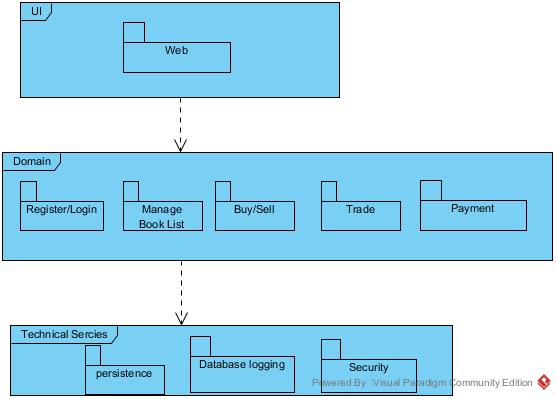 UI
Web
Domain
Register/Login
Manage
Book List
Buy/Sell
Trade
Payment
Technical Sercies
persistence
Database logging
Security
Powered By Visual Paradigm Community Edition